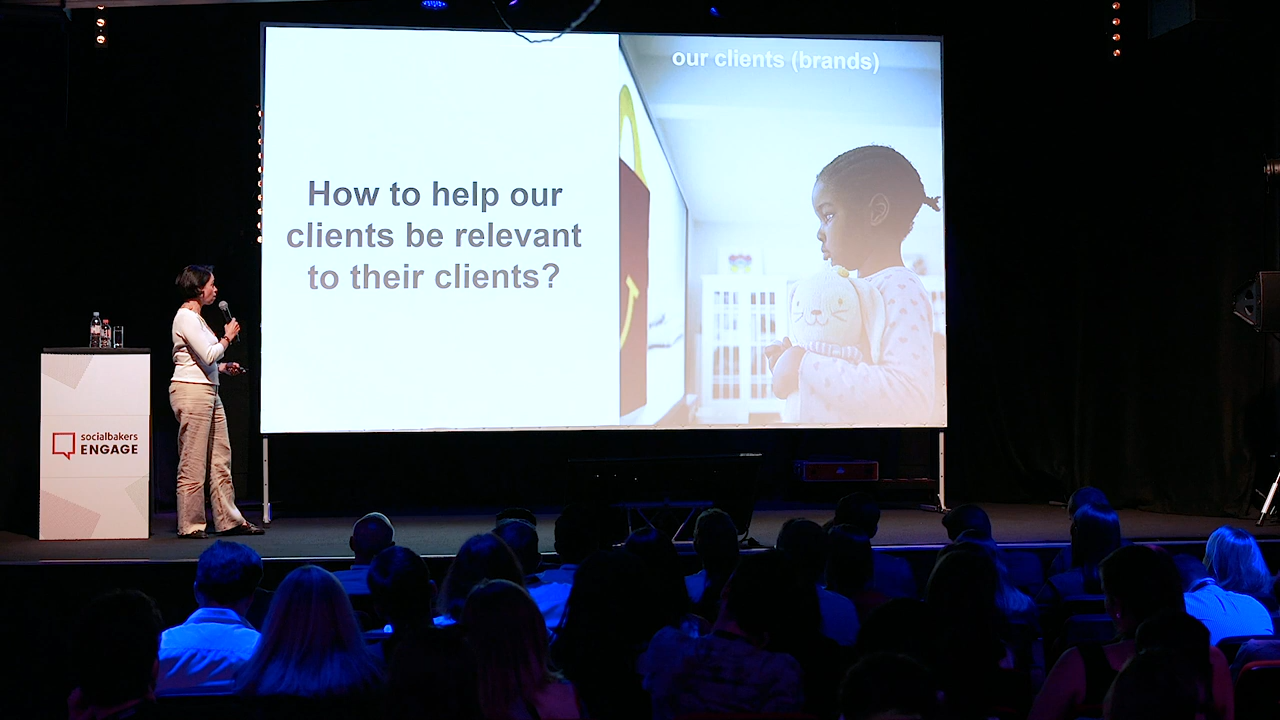 our clients (brands)
How to help our
clients be relevant
to their clients?
socialbakers
ENGAGE